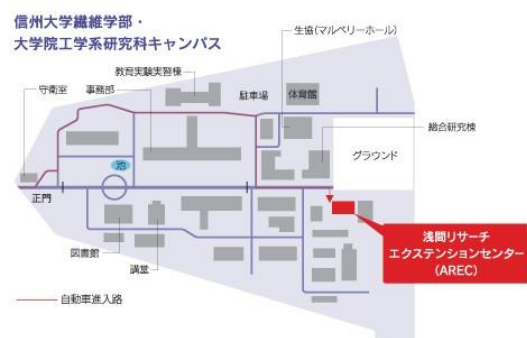 信州大学繊維学部・
大学院工学系研究科キャンパス
生協(マルベリーホール)
教育実験実習棟
守衛室
事務部
駐車場
体育館
総合研究棟
グラウンド
池
正門
図書館
講堂
浅間リサーチ
エクステンションセンター
(AREC)
自動車進入路